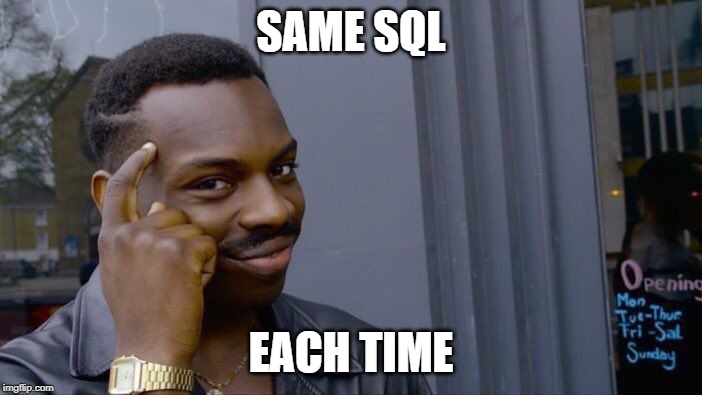 SAME SQL
Opening
Mon
Tue-Thur
Fri-Sat
Sunday
EACH TIME
imgflip.com